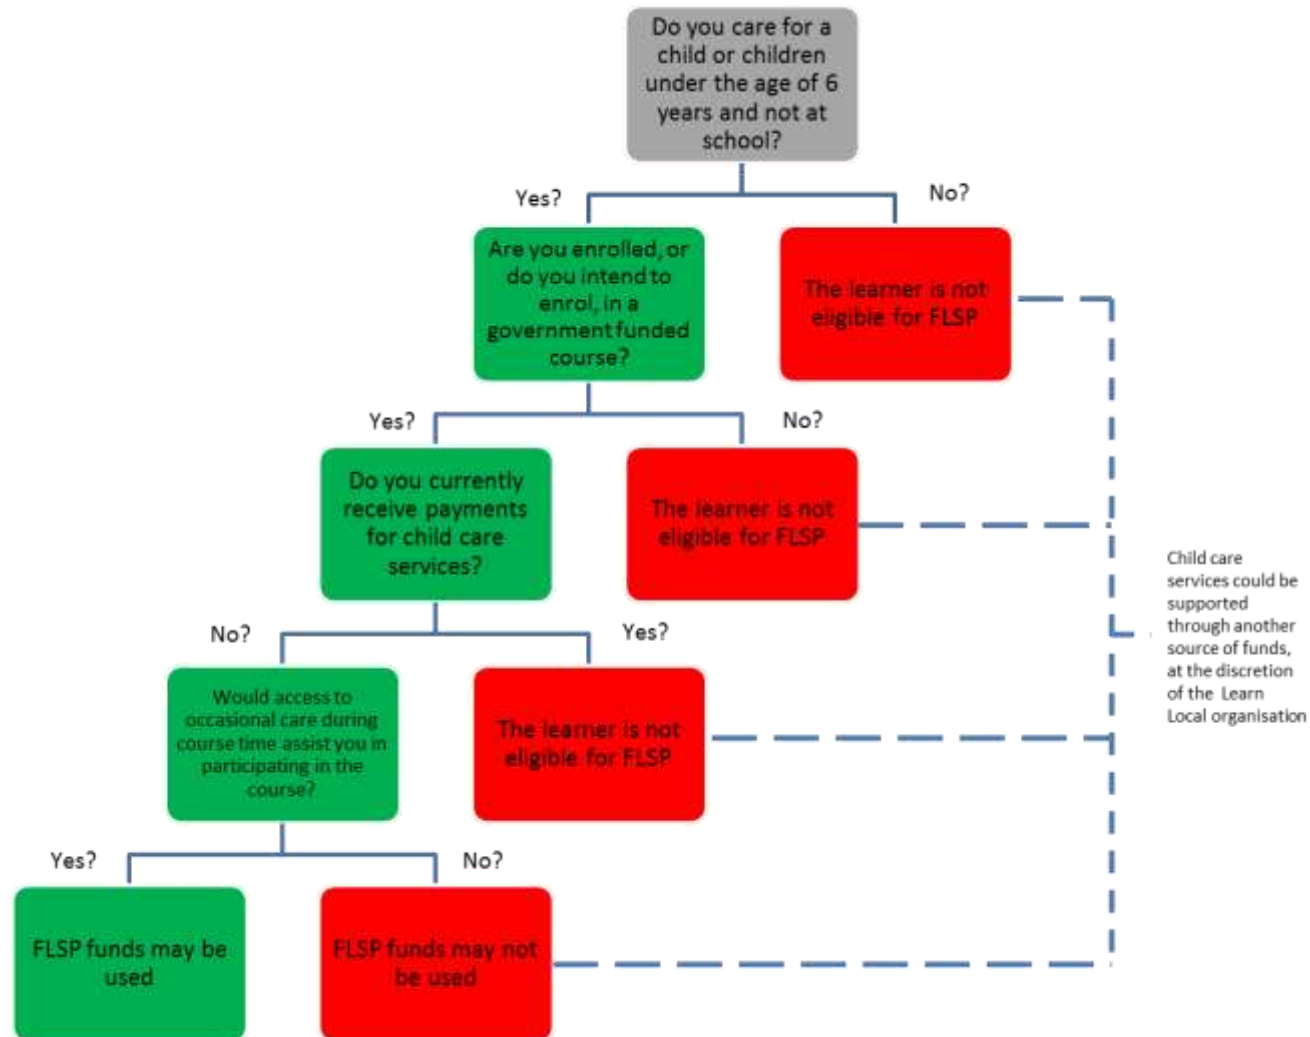 Do you care for a
child or children
under the age of 6
years and not at
school?
Yes?
No?
Are you enrolled, or
do you intend to
enrol, in a
government funded
course?
The learner is not
eligible for FLSP
Yes?
No?
Do you currently
receive payments
for child care
services?
The learner is not
eligible for FLSP
Child care
services could be
supported
through another
source of funds,
at the discretion
of the Learn
Local organisation
No?
Yes?
Would access to
occasional care during
course time assist you in
participating in the
course?
The learner is not
eligible for FLSP
Yes?
No?
FLSP funds may be
used
FLSP funds may not
be used